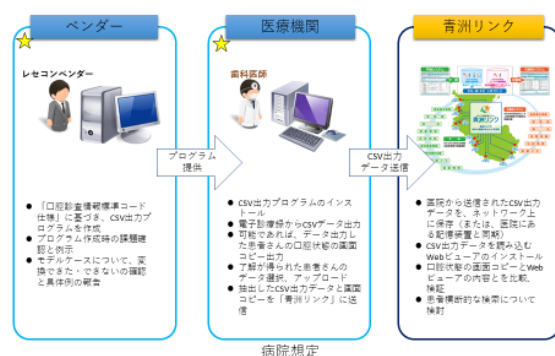 ベンダー
医療機関
青洲リンク
レセコンベンダー
歯科医師
プログラム
提供
CSV出力
データ送信
● 「口腔診査情報標準コード
仕様」に基づき、CSV出力プ
ログラムを作成
● プログラム作成時の課題確
認と例示
● モデルケースについて、変
換できた・できないの確認
と具体例の報告
● CSV出力プログラムのインス
トール
● 電子診療録からCSVデータ出力
● 可能であれば、データ出力し
た患者さんの口腔状態の画面
コピー出力
● 了解が得られた患者さんの
データ選択、アップロード
● 抽出したCSV出力データと画面
コピーを「青洲リンク」に送
信
● 医院から送信されたCSV出力
データを、ネットワーク上
に保存（または、医院にあ
る記憶装置と同期）
● CSV出力データを読み込む
Webビューアのインストール
● 口腔状態の画面コピーとWeb
ビューアの内容とを比較、
検証
● 患者横断的な検索について
検討
青洲リンク
病院想定